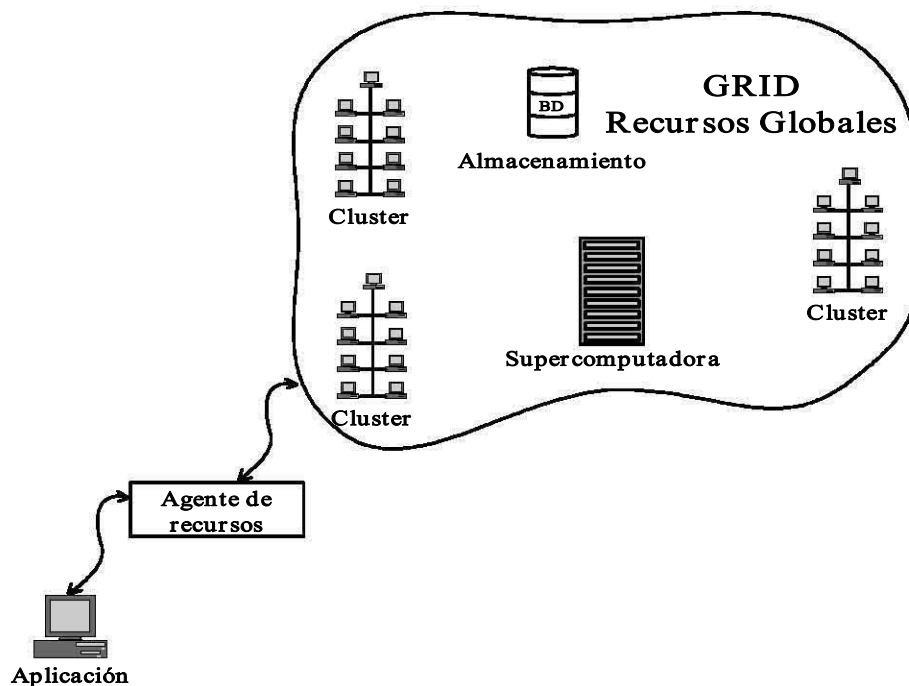 GRID
Recursos Globales
BD
Almacenamiento
Cluster
Cluster
Supercomputadora
Cluster
Agente de
recursos
Aplicación